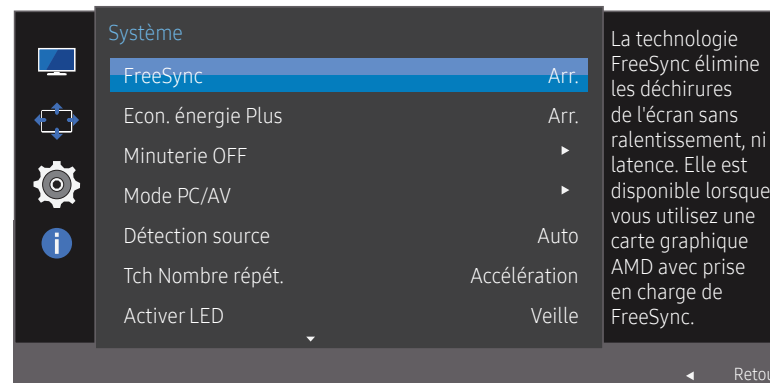 Système
FreeSync Arr.
Econ. énergie Plus Arr.
Minuterie OFF
Mode PC/AV
Détection source Auto
Tch Nombre répét. Accélération
Activer LED Veille
La technologie
FreeSync élimine
les déchirures
de l'écran sans
ralentissement, ni
latence. Elle est
disponible lorsque
vous utilisez une
carte graphique
AMD avec prise
en charge de
FreeSync.